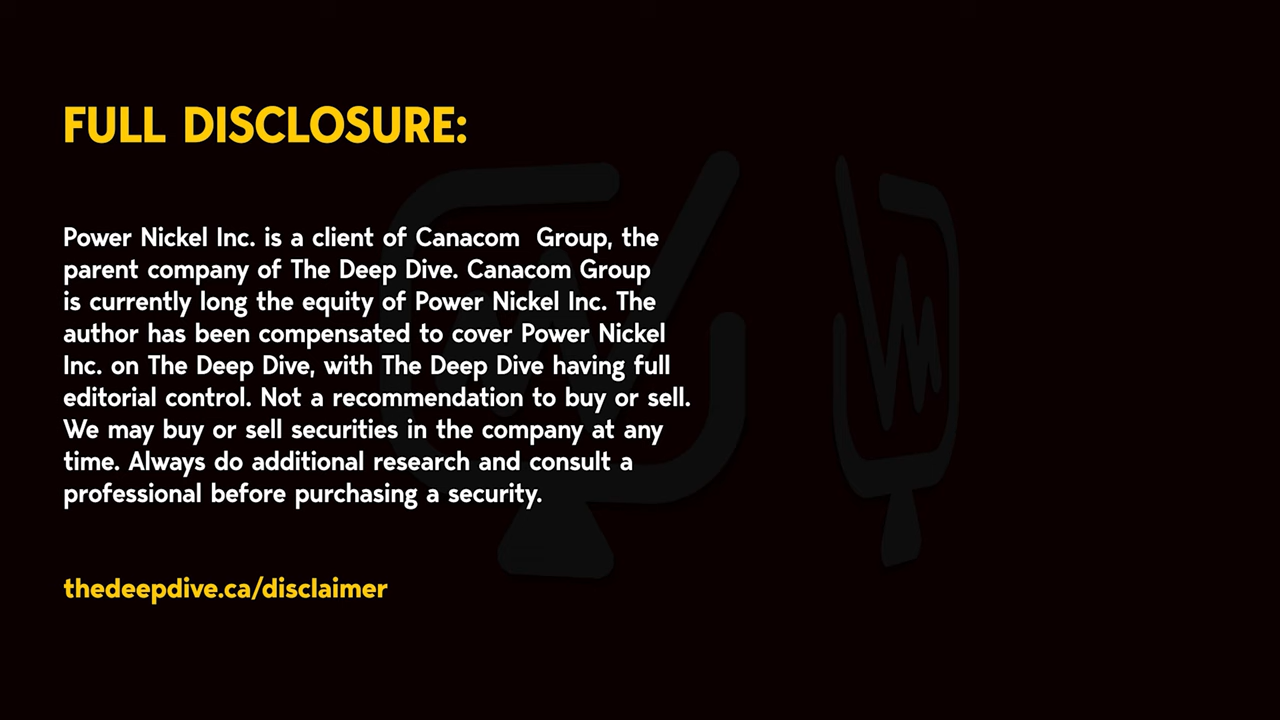 FULL DISCLOSURE:
Power Nickel Inc. is a client of Canacom  Group, the
parent company of The Deep Dive. Canacom Group
is currently long the equity of Power Nickel Inc. The
author has been compensated to cover Power Nickel
Inc. on The Deep Dive, with The Deep Dive having full
editorial control. Not a recommendation to buy or sell.
We may buy or sell securities in the company at any
time. Always do additional research and consult a
professional before purchasing a security.
thedeepdive.ca/disclaimer